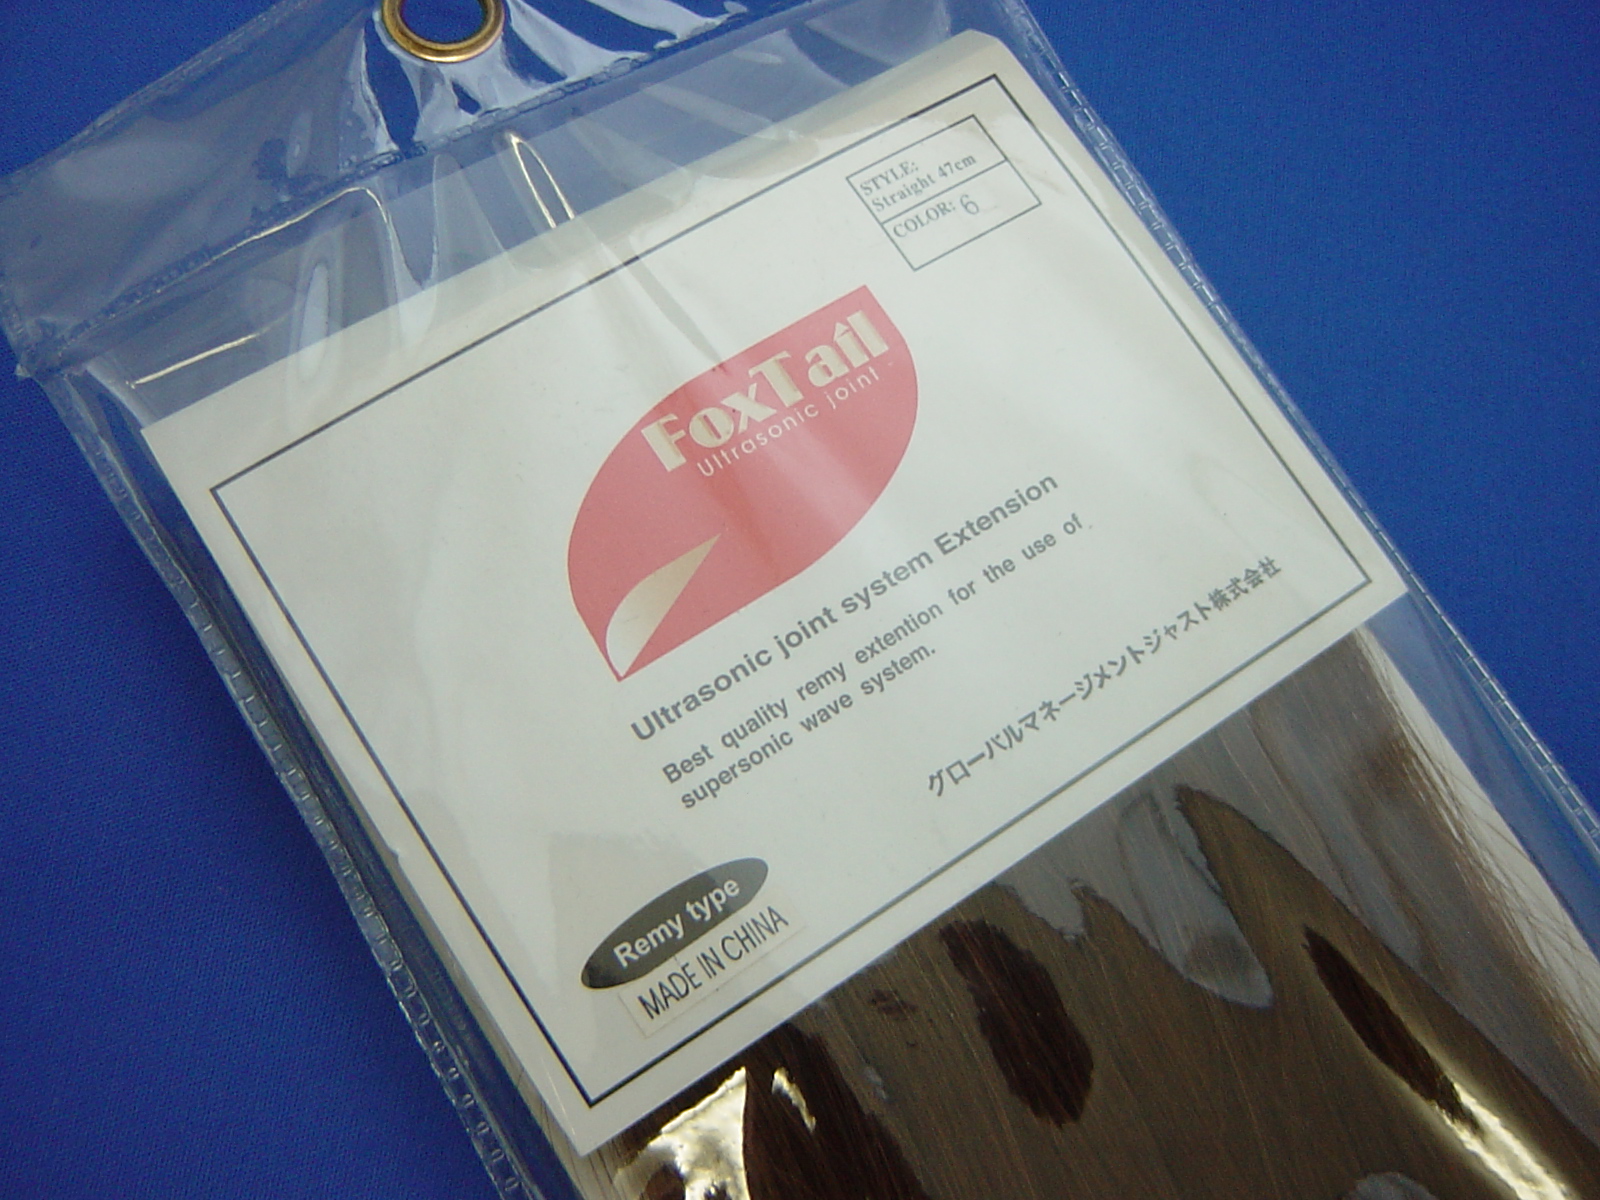 STYLE:
Straight 47cm
COLOR: 6
FoxTail
Ultrasonic joint
Ultrasonic joint system Extension
Best quality remy extention for the use of
supersonic wave system.
グローバルマネージメントジャスト株式会社
Remy type
MADE IN CHINA